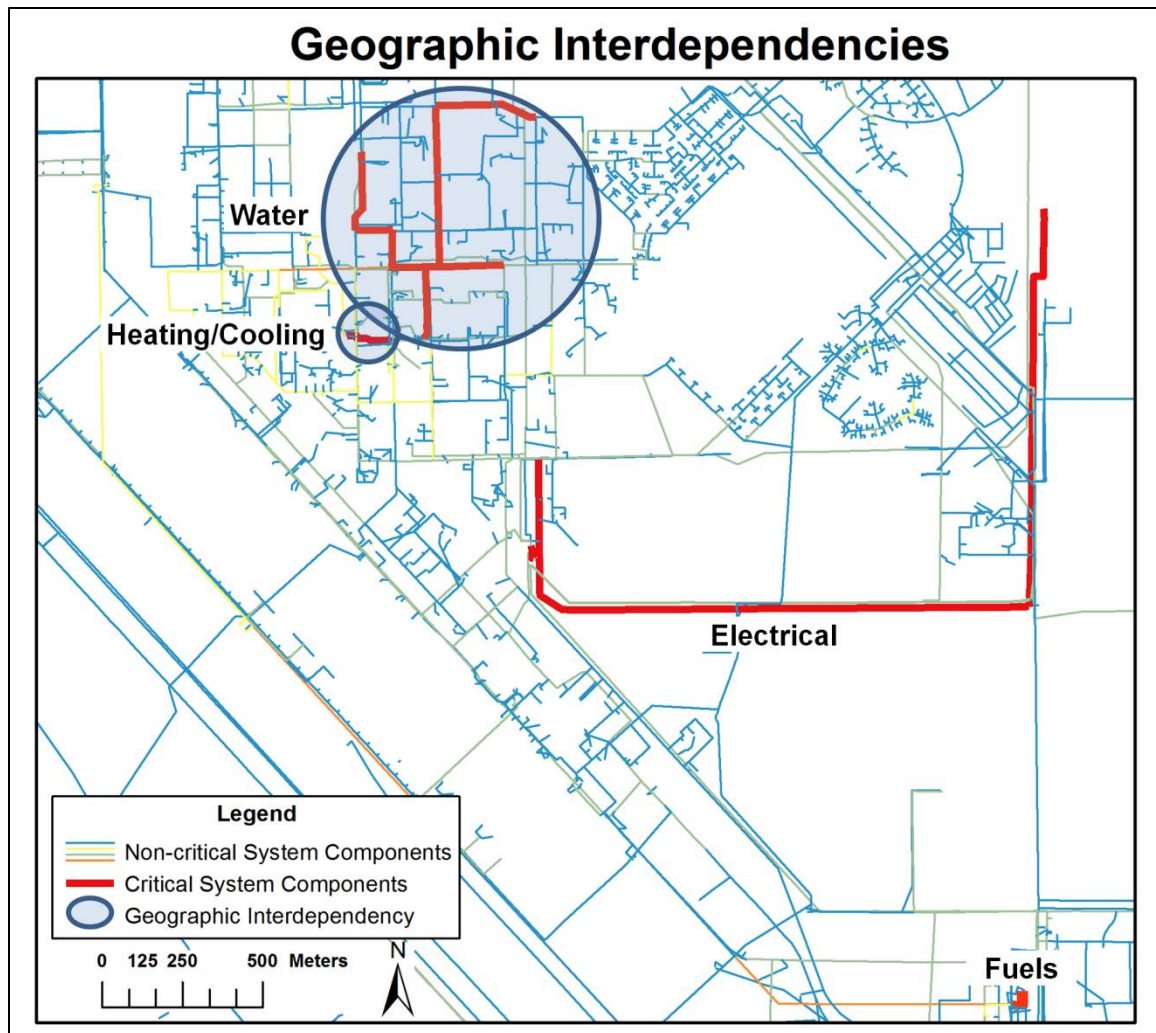 Geographic Interdependencies
Water
Heating/Cooling
Electrical
Legend
Non-critical System Components
Critical System Components
Geographic Interdependency
0 125 250 500 Meters
N
Fuels